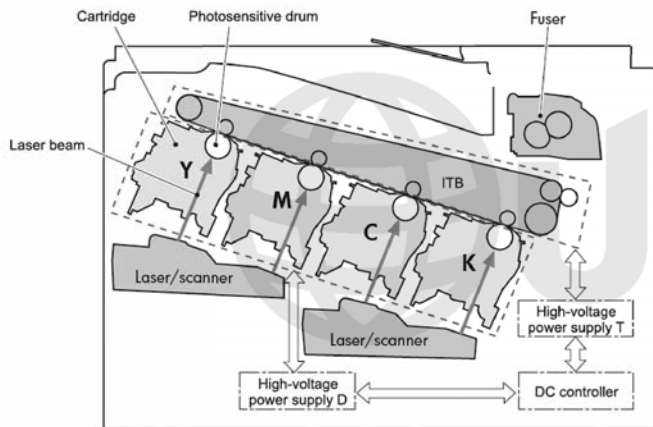 Cartridge
Photosensitive drum
Fuser
Laser beam
Y
ITB
M
C
K
Laser/scanner
High-voltage
power supply T
Laser/scanner
High-voltage
power supply D
DC controller
U